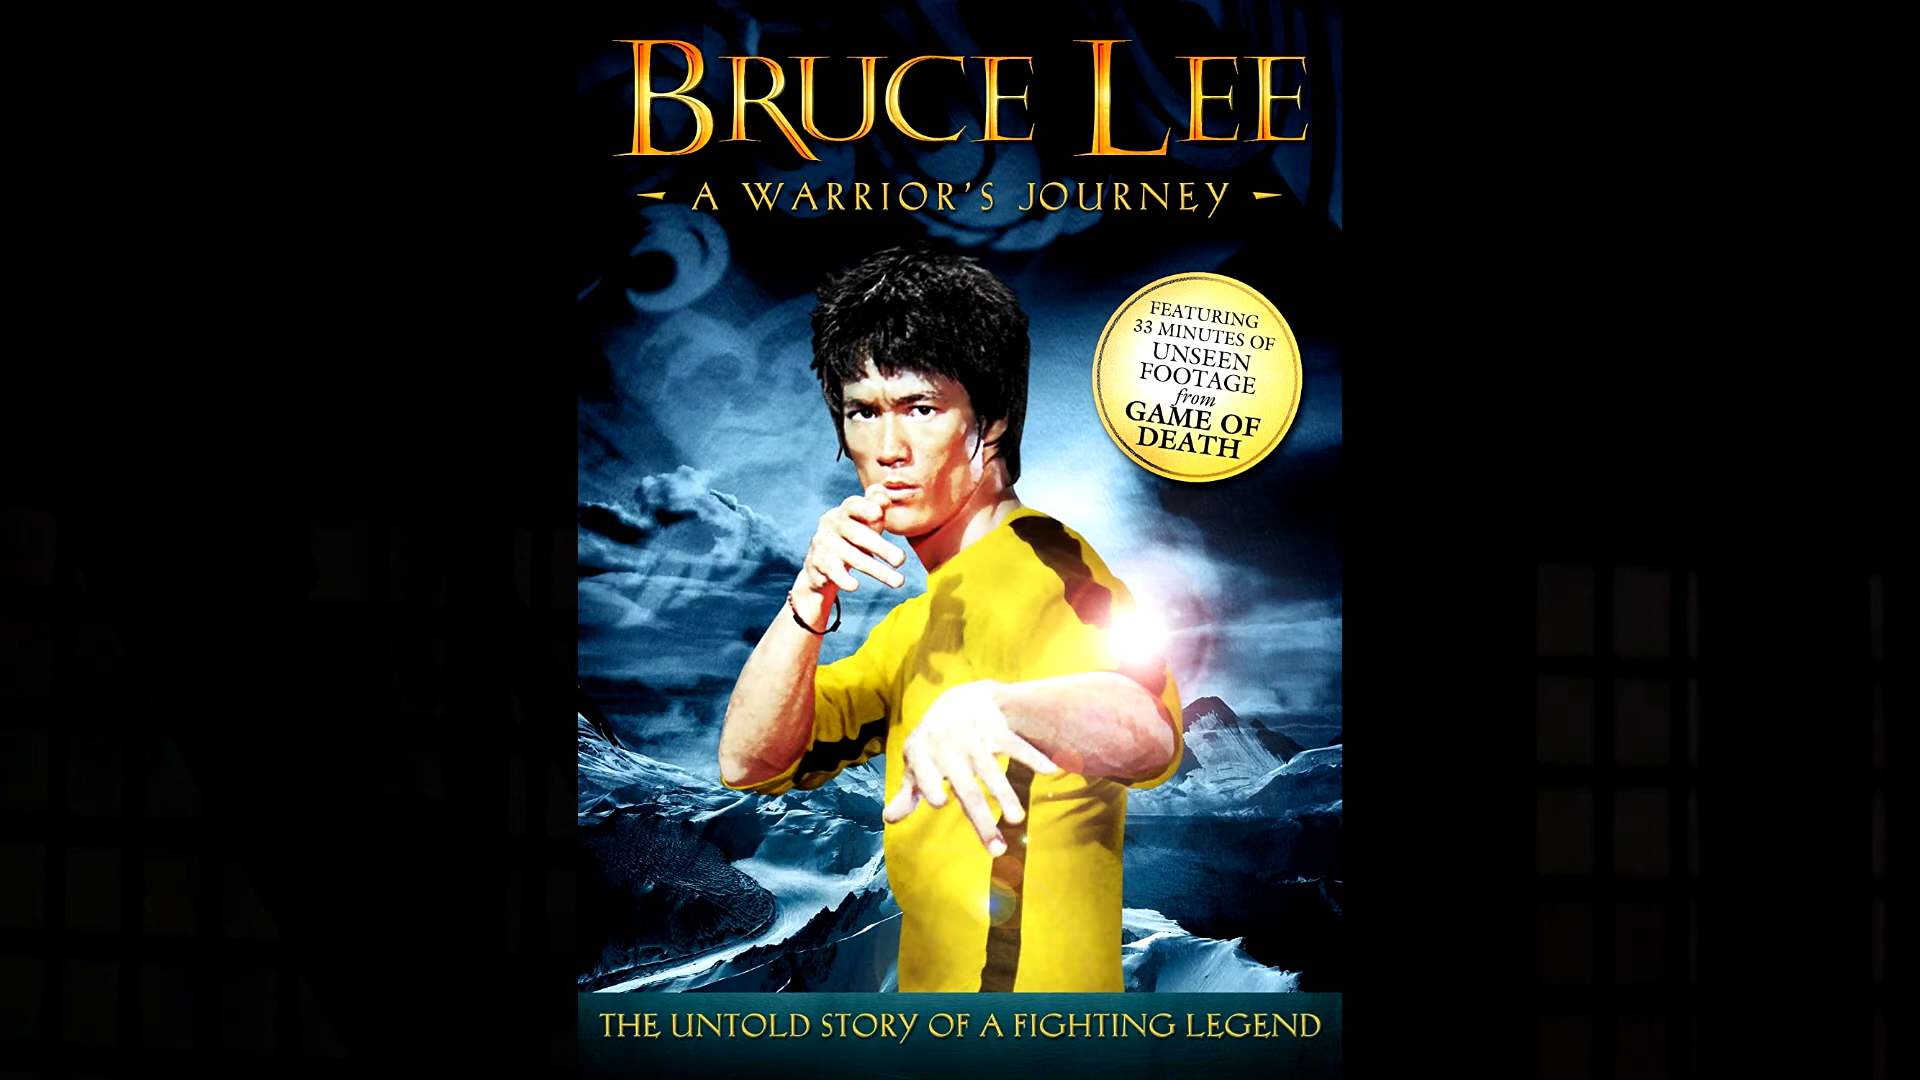 BRUCE LEE
A WARRIOR'S JOURNEY
FEATURING
33 MINUTES OF
UNSEEN
FOOTAGE
from
GAME OF
DEATH
THE UNTOLD STORY OF A FIGHTING LEGEND